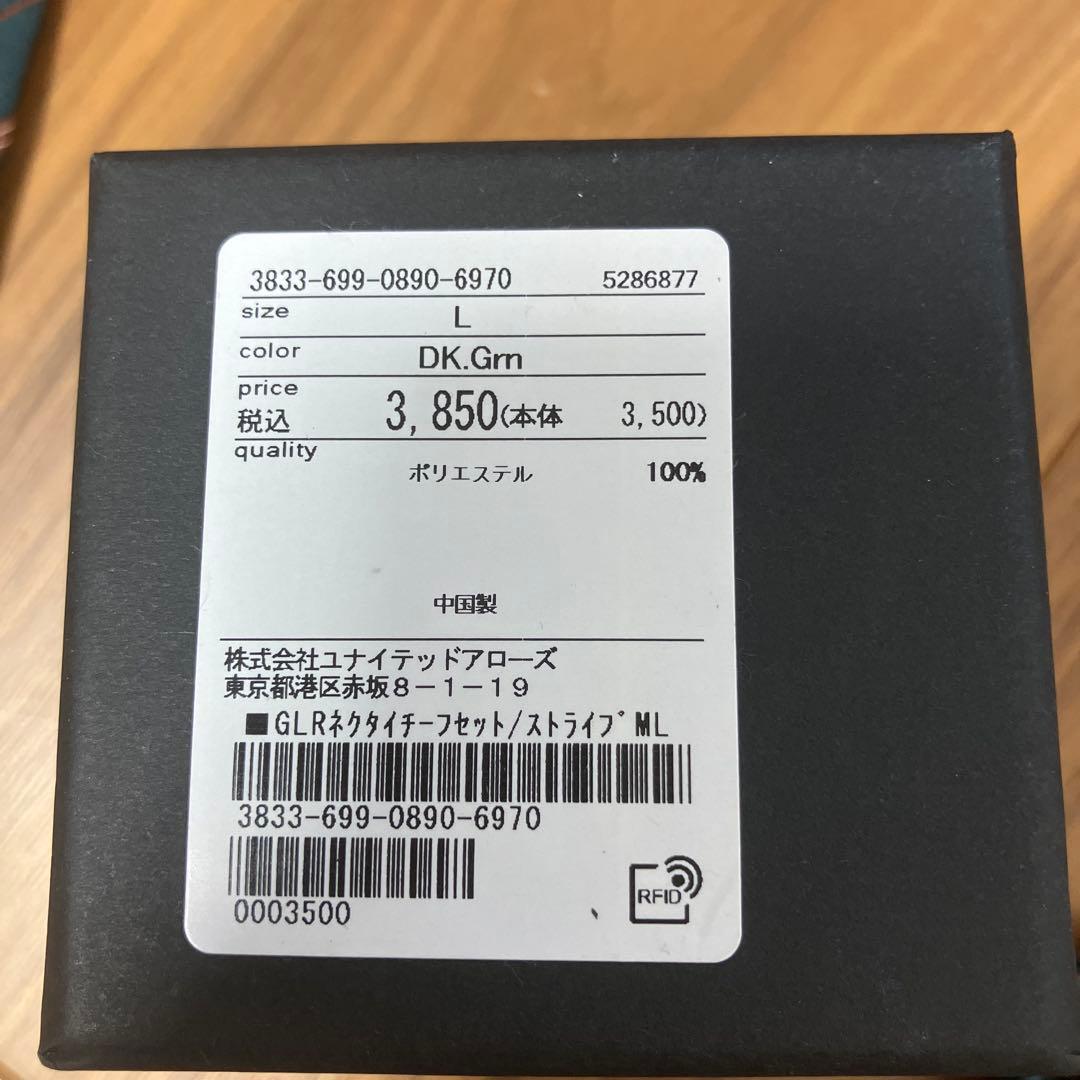 3833-699-0890-6970 5286877
size L
color DK.Grn
price
税込 3,850(本体 3,500)
quality
ポリエステル 100%
中国製
株式会社ユナイテッドアローズ
東京都港区赤坂8-1-19
■GLRネクタイチーフセット/ストライプML
3833-699-0890-6970
0003500
RFID